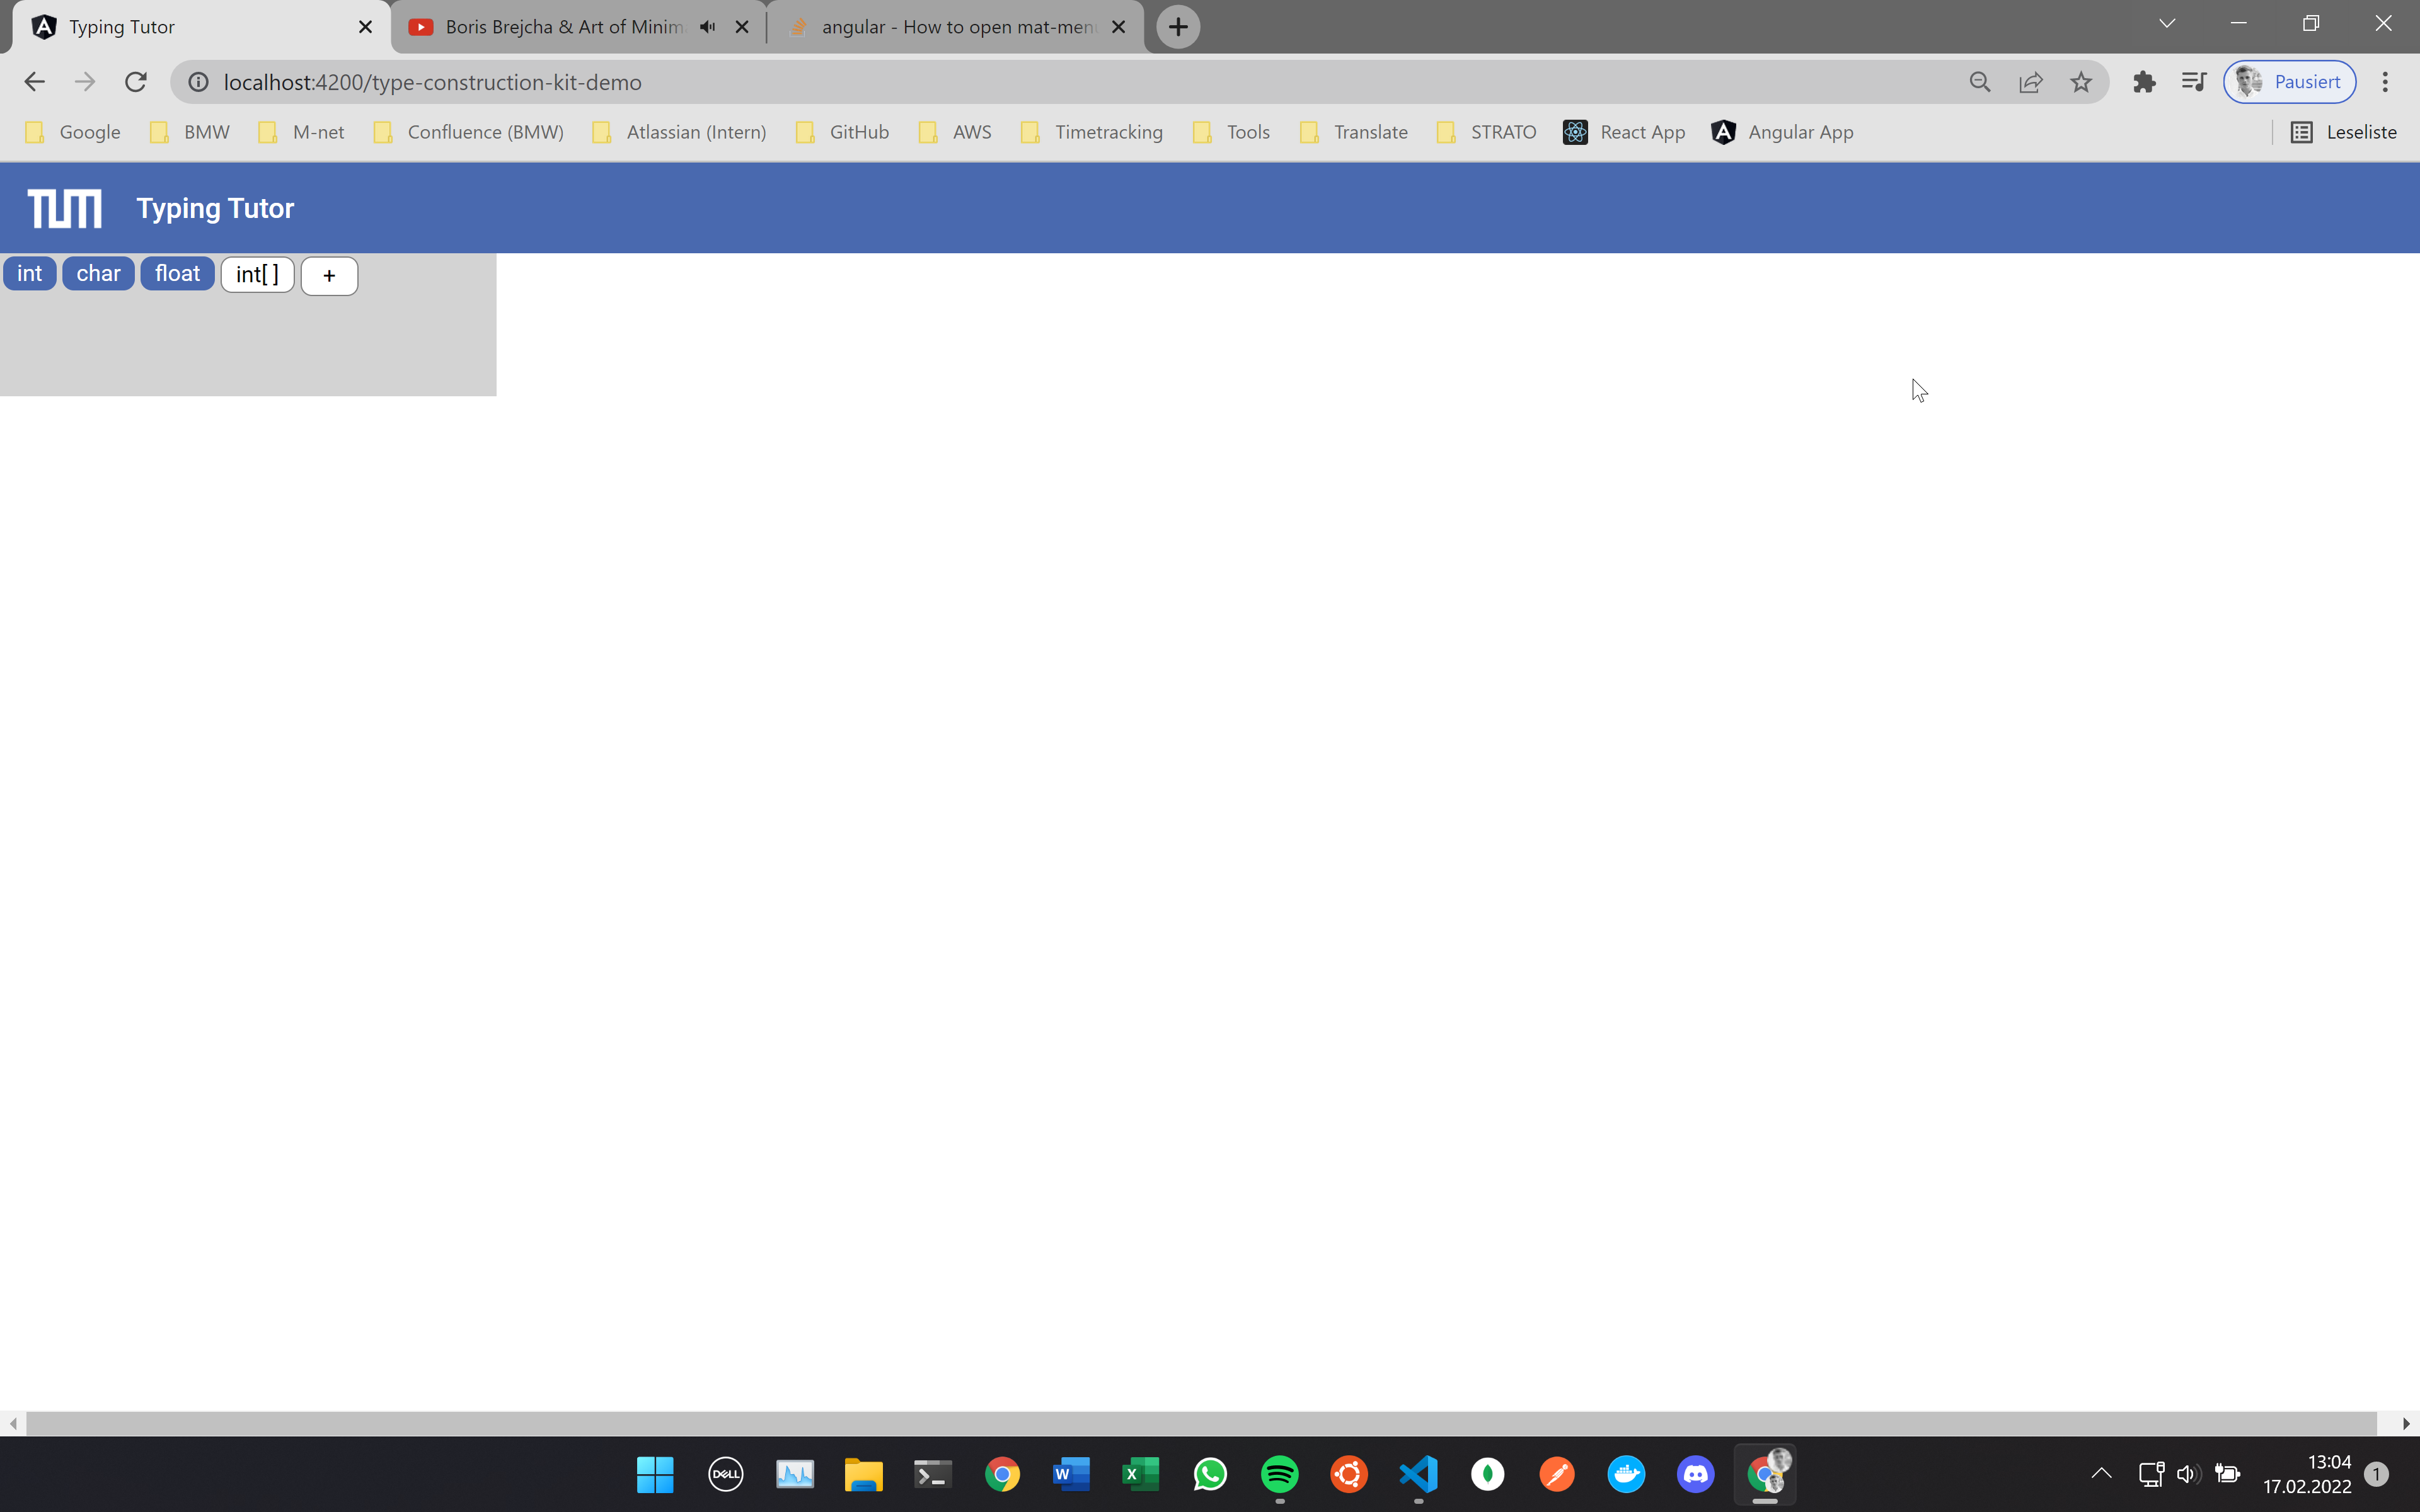 Typing Tutor
Boris Brejcha & Art of Minim
angular - How to open mat-men
localhost:4200/type-construction-kit-demo
Pausiert
Google BMW M-net Confluence (BMW) Atlassian (Intern) GitHub AWS Timetracking Tools Translate STRATO React App Angular App Leseliste
TUM Typing Tutor
int char float int[ ] +
DELL
W
X
13:04
17.02.2022
1